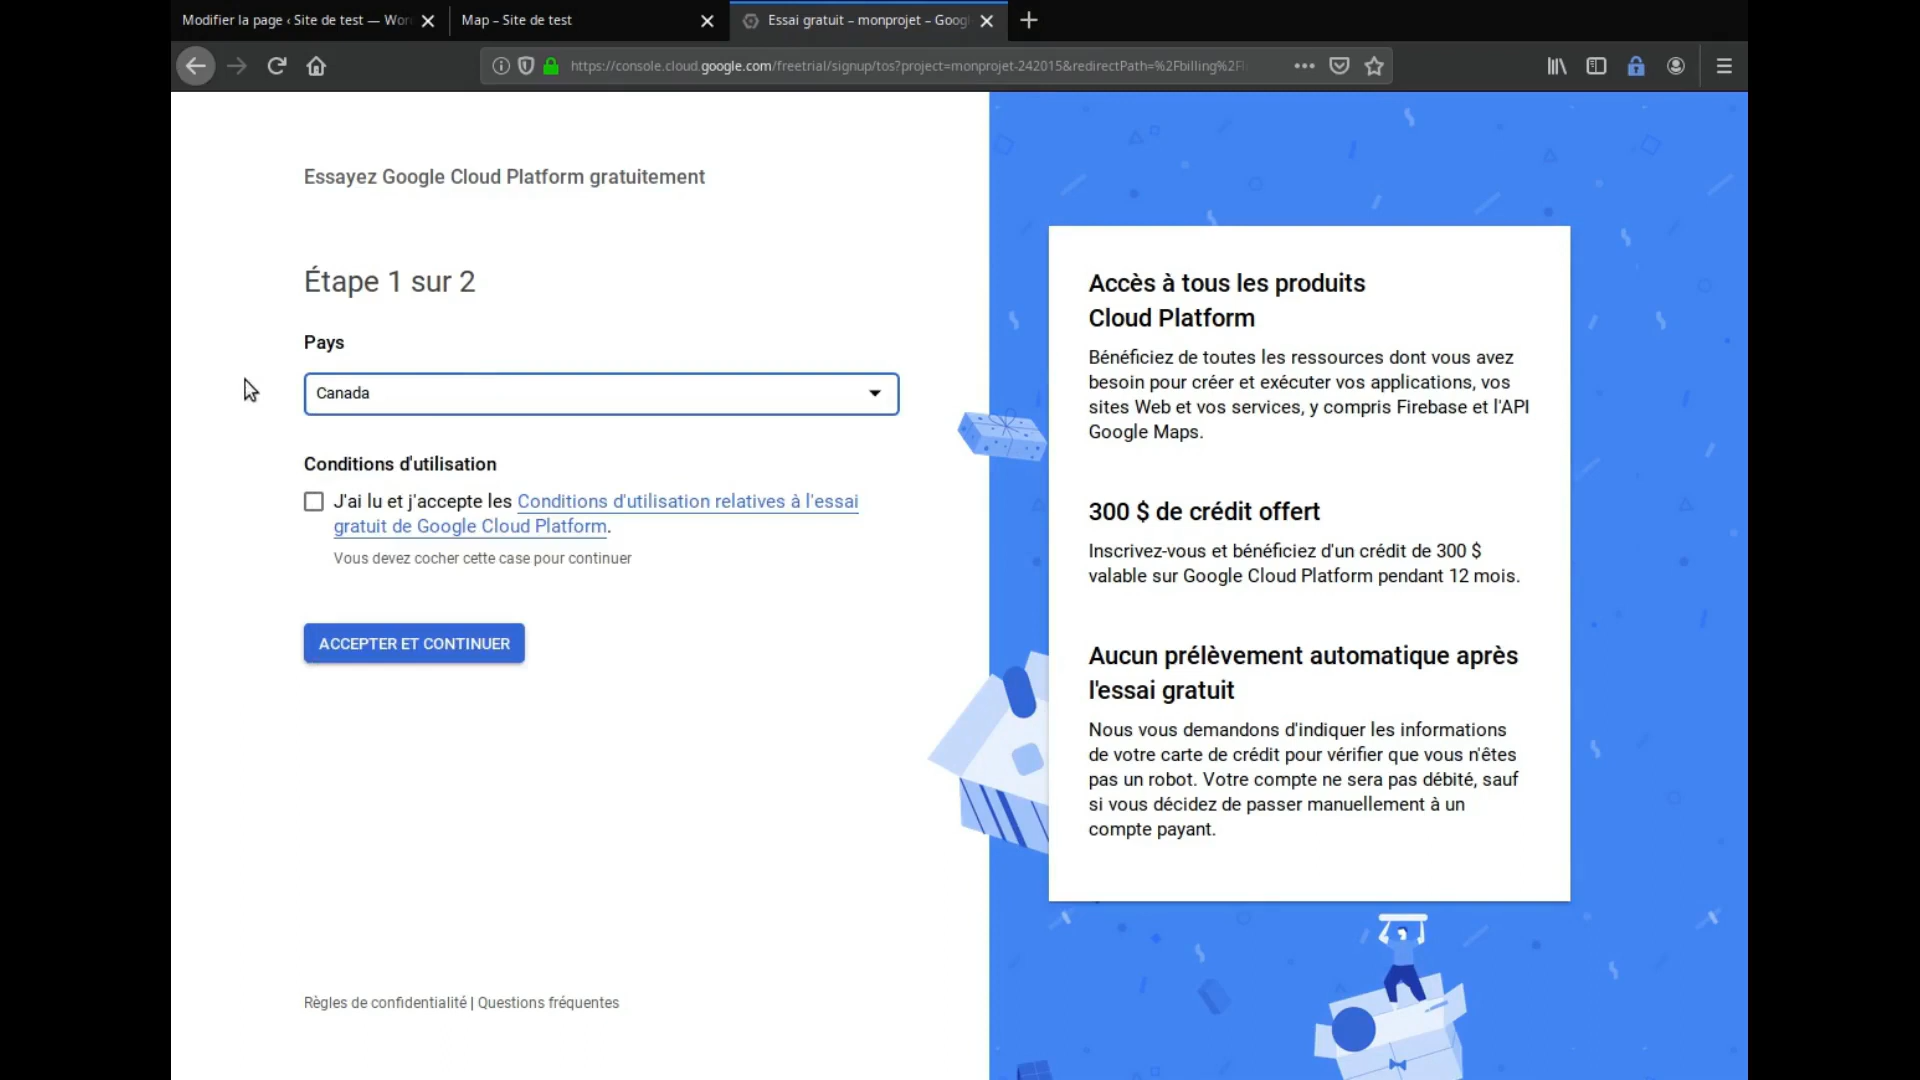 Modifier la page ‹ Site de test — Wor
Map – Site de test
Essai gratuit – monprojet – Goog
https://console.cloud.google.com/freetrial/signup/tos?project=monprojet-242015&redirectPath=%2Fbilling%2F
Essayez Google Cloud Platform gratuitement
Étape 1 sur 2
Pays
Canada
Conditions d'utilisation
J'ai lu et j'accepte les Conditions d'utilisation relatives à l'essai
gratuit de Google Cloud Platform.
Vous devez cocher cette case pour continuer
ACCEPTER ET CONTINUER
Règles de confidentialité | Questions fréquentes
Accès à tous les produits
Cloud Platform
Bénéficiez de toutes les ressources dont vous avez
besoin pour créer et exécuter vos applications, vos
sites Web et vos services, y compris Firebase et l'API
Google Maps.
300 $ de crédit offert
Inscrivez-vous et bénéficiez d'un crédit de 300 $
valable sur Google Cloud Platform pendant 12 mois.
Aucun prélèvement automatique après
l'essai gratuit
Nous vous demandons d'indiquer les informations
de votre carte de crédit pour vérifier que vous n'êtes
pas un robot. Votre compte ne sera pas débité, sauf
si vous décidez de passer manuellement à un
compte payant.